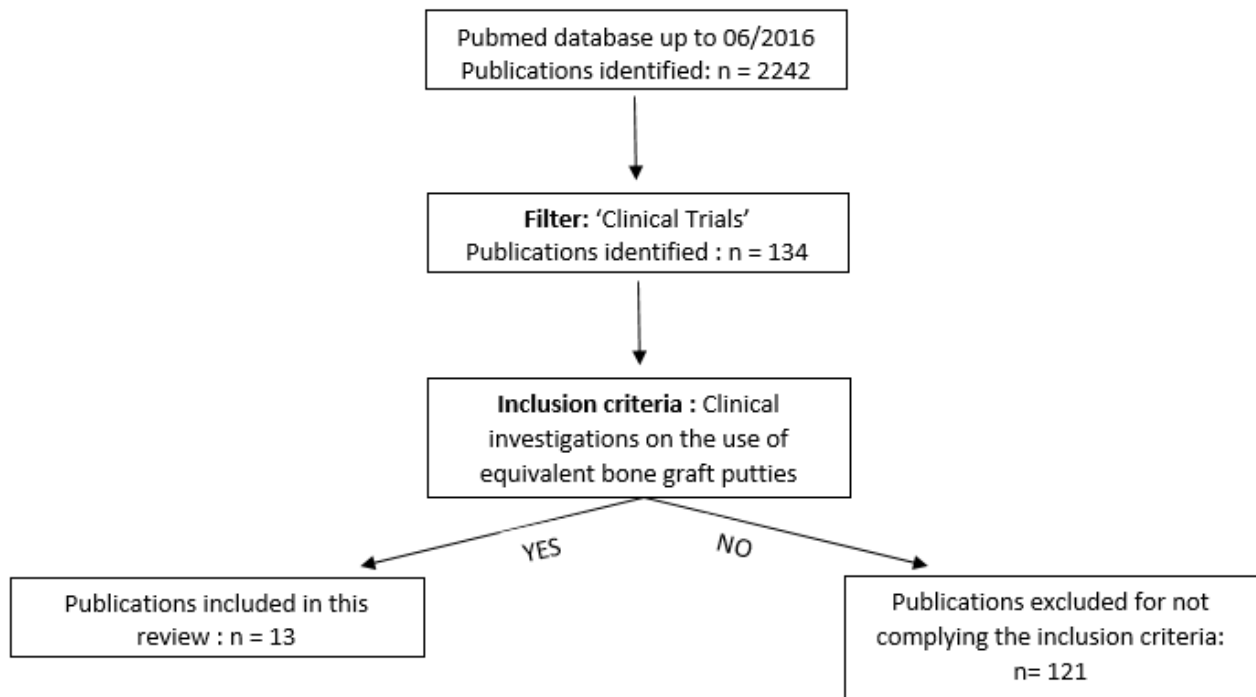 Pubmed database up to 06/2016
Publications identified: n = 2242
Filter: ‘Clinical Trials’
Publications identified : n = 134
Inclusion criteria : Clinical
investigations on the use of
equivalent bone graft putties
YES
NO
Publications included in this
review : n = 13
Publications excluded for not
complying the inclusion criteria:
n= 121